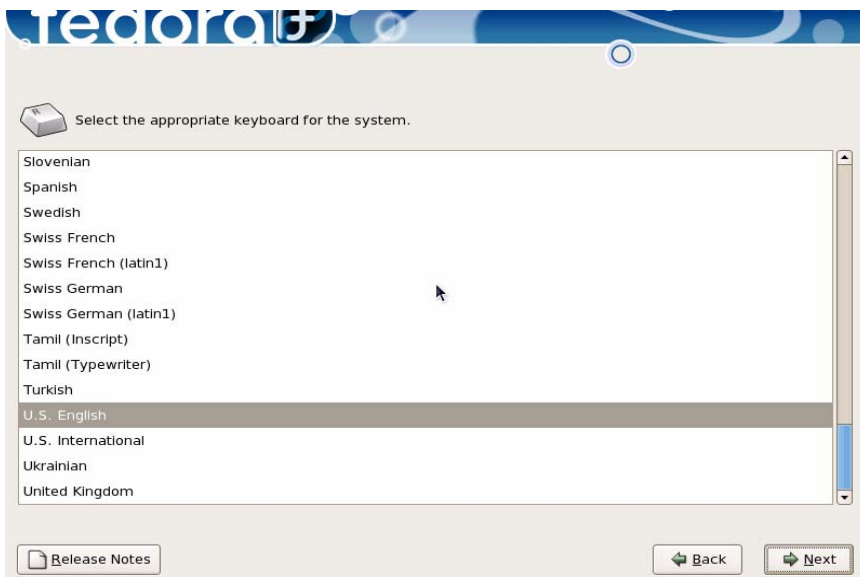 fedora
R
Select the appropriate keyboard for the system.
Slovenian
Spanish
Swedish
Swiss French
Swiss French (latin1)
Swiss German
Swiss German (latin1)
Tamil (Inscript)
Tamil (Typewriter)
Turkish
U.S. English
U.S. International
Ukrainian
United Kingdom
Release Notes
Back
Next